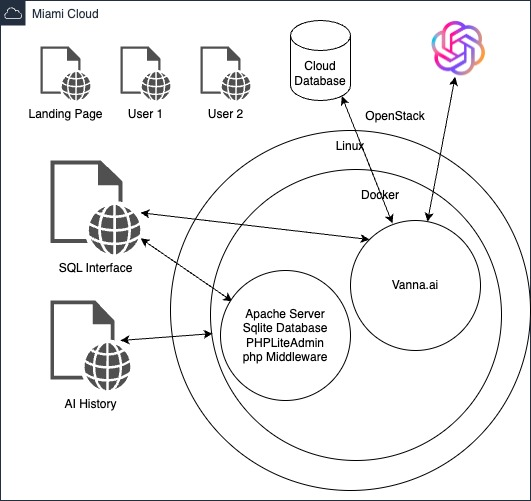 Miami Cloud
Landing Page
User 1
User 2
Cloud
Database
OpenStack
Linux
Docker
SQL Interface
Vanna.ai
Apache Server
Sqlite Database
PHPLiteAdmin
php Middleware
AI History